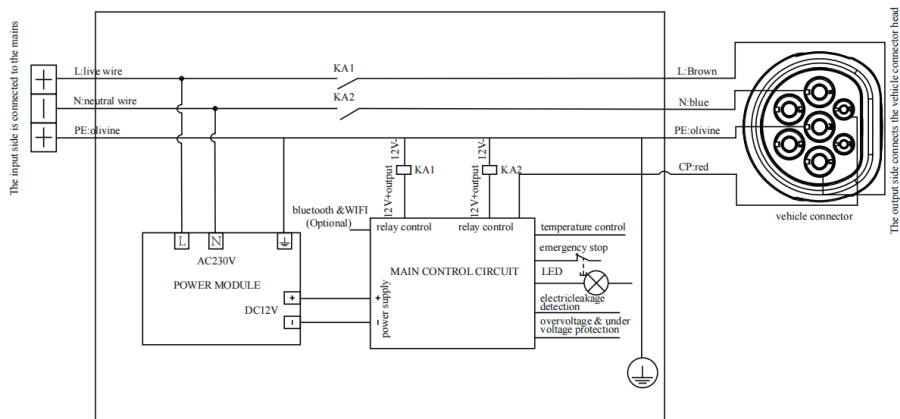 The input side is connected to the mains
L:live wire
N:neutral wire
PE:olivine
KA1
KA2
L:Brown
N:blue
PE:olivine
CP:red
vehicle connector
The output side connects the vehicle connector head
12V-
12V-
KA1
KA2
12V+output
12V+output
bluetooth &WIFI
(Optional)
relay control
relay control
temperature control
emergency stop
LED
MAIN CONTROL CIRCUIT
electricleakage
detection
overvoltage & under
voltage protection
power supply
+
-
L
N
AC230V
POWER MODULE
DC12V
+
-